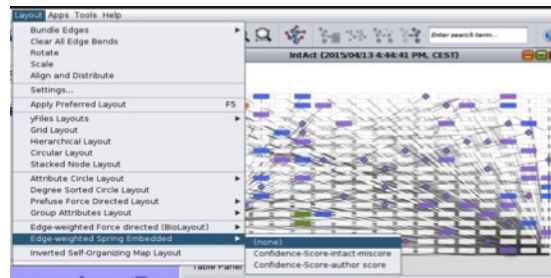 Layout Apps Tools Help
Enter search term...
IntAct (2015/04/13 4:44:41 PM, CEST)
Bundle Edges
Clear All Edge Bends
Rotate
Scale
Align and Distribute
Settings...
Apply Preferred Layout F5
yFiles Layouts
Grid Layout
Hierarchical Layout
Circular Layout
Stacked Node Layout
Attribute Circle Layout
Degree Sorted Circle Layout
Prefuse Force Directed Layout
Group Attributes Layout
Edge-weighted Force directed (BioLayout)
Edge-weighted Spring Embedded
(none)
Confidence-Score-intact-miscore
Confidence-Score-author score
Inverted Self-Organizing Map Layout
Table Panel